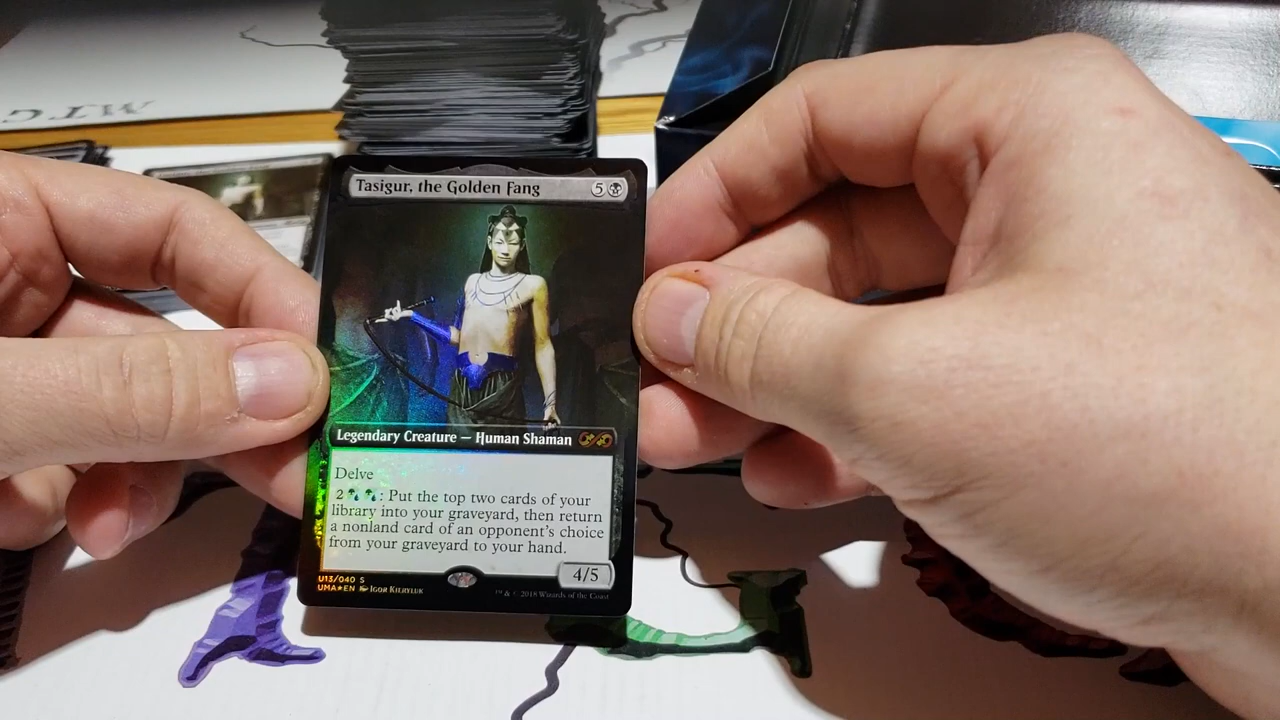 MTG
Tasigur, the Golden Fang 5
Legendary Creature — Human Shaman
Delve
2 : Put the top two cards of your
library into your graveyard, then return
a nonland card of an opponent's choice
from your graveyard to your hand.
4/5
U13/040 S
UMA★EN Igor Kieryluk
™ & © 2018 Wizards of the Coast